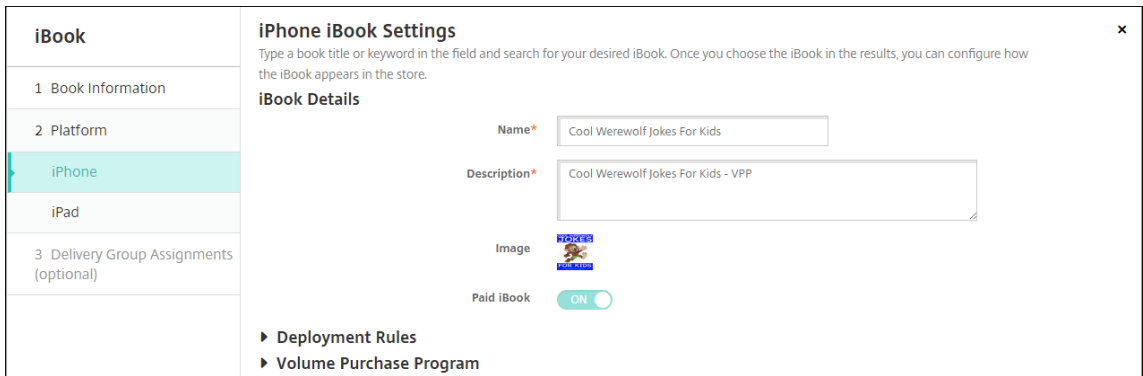 iBook
1 Book Information
2 Platform
iPhone
iPad
3 Delivery Group Assignments
(optional)
iPhone iBook Settings
Type a book title or keyword in the field and search for your desired iBook. Once you choose the iBook in the results, you can configure how
the iBook appears in the store.
iBook Details
Name* Cool Werewolf Jokes For Kids
Description* Cool Werewolf Jokes For Kids - VPP
Image
JOKES
FOR KIDS
Paid iBook ON
Deployment Rules
Volume Purchase Program